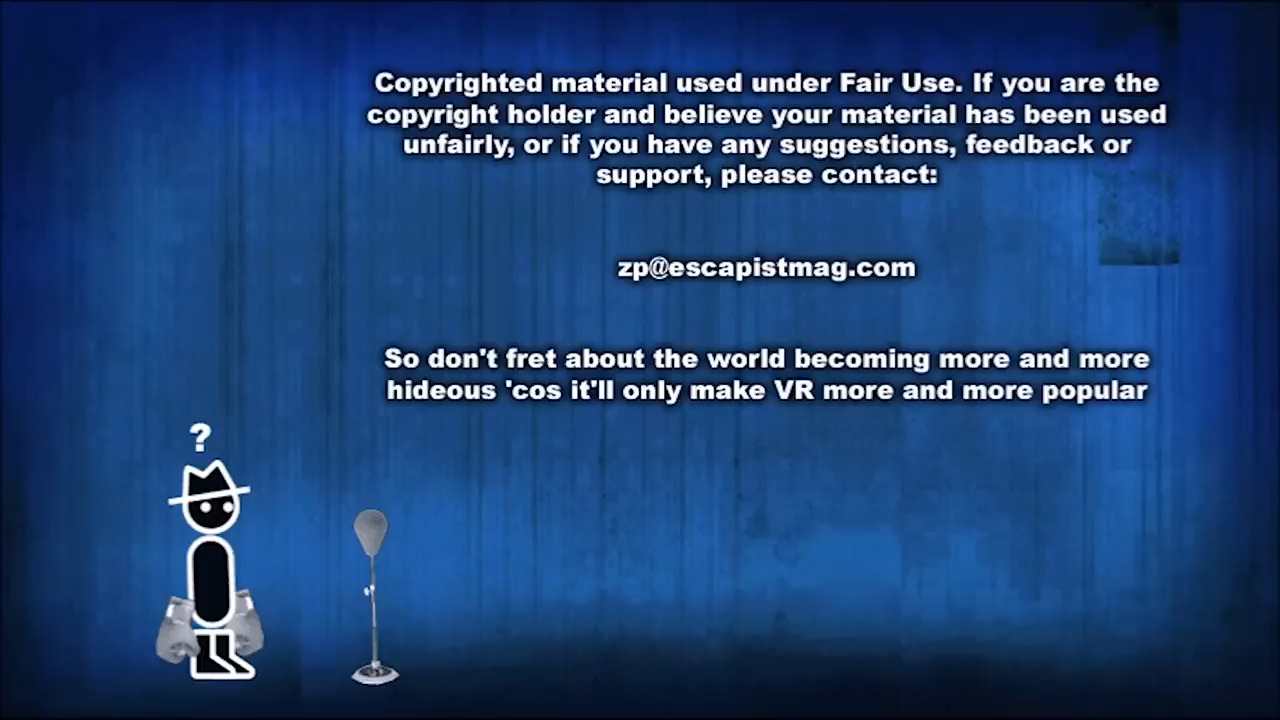 Copyrighted material used under Fair Use. If you are the
copyright holder and believe your material has been used
unfairly, or if you have any suggestions, feedback or
support, please contact:
zp@escapistmag.com
So don't fret about the world becoming more and more
hideous 'cos it'll only make VR more and more popular
?